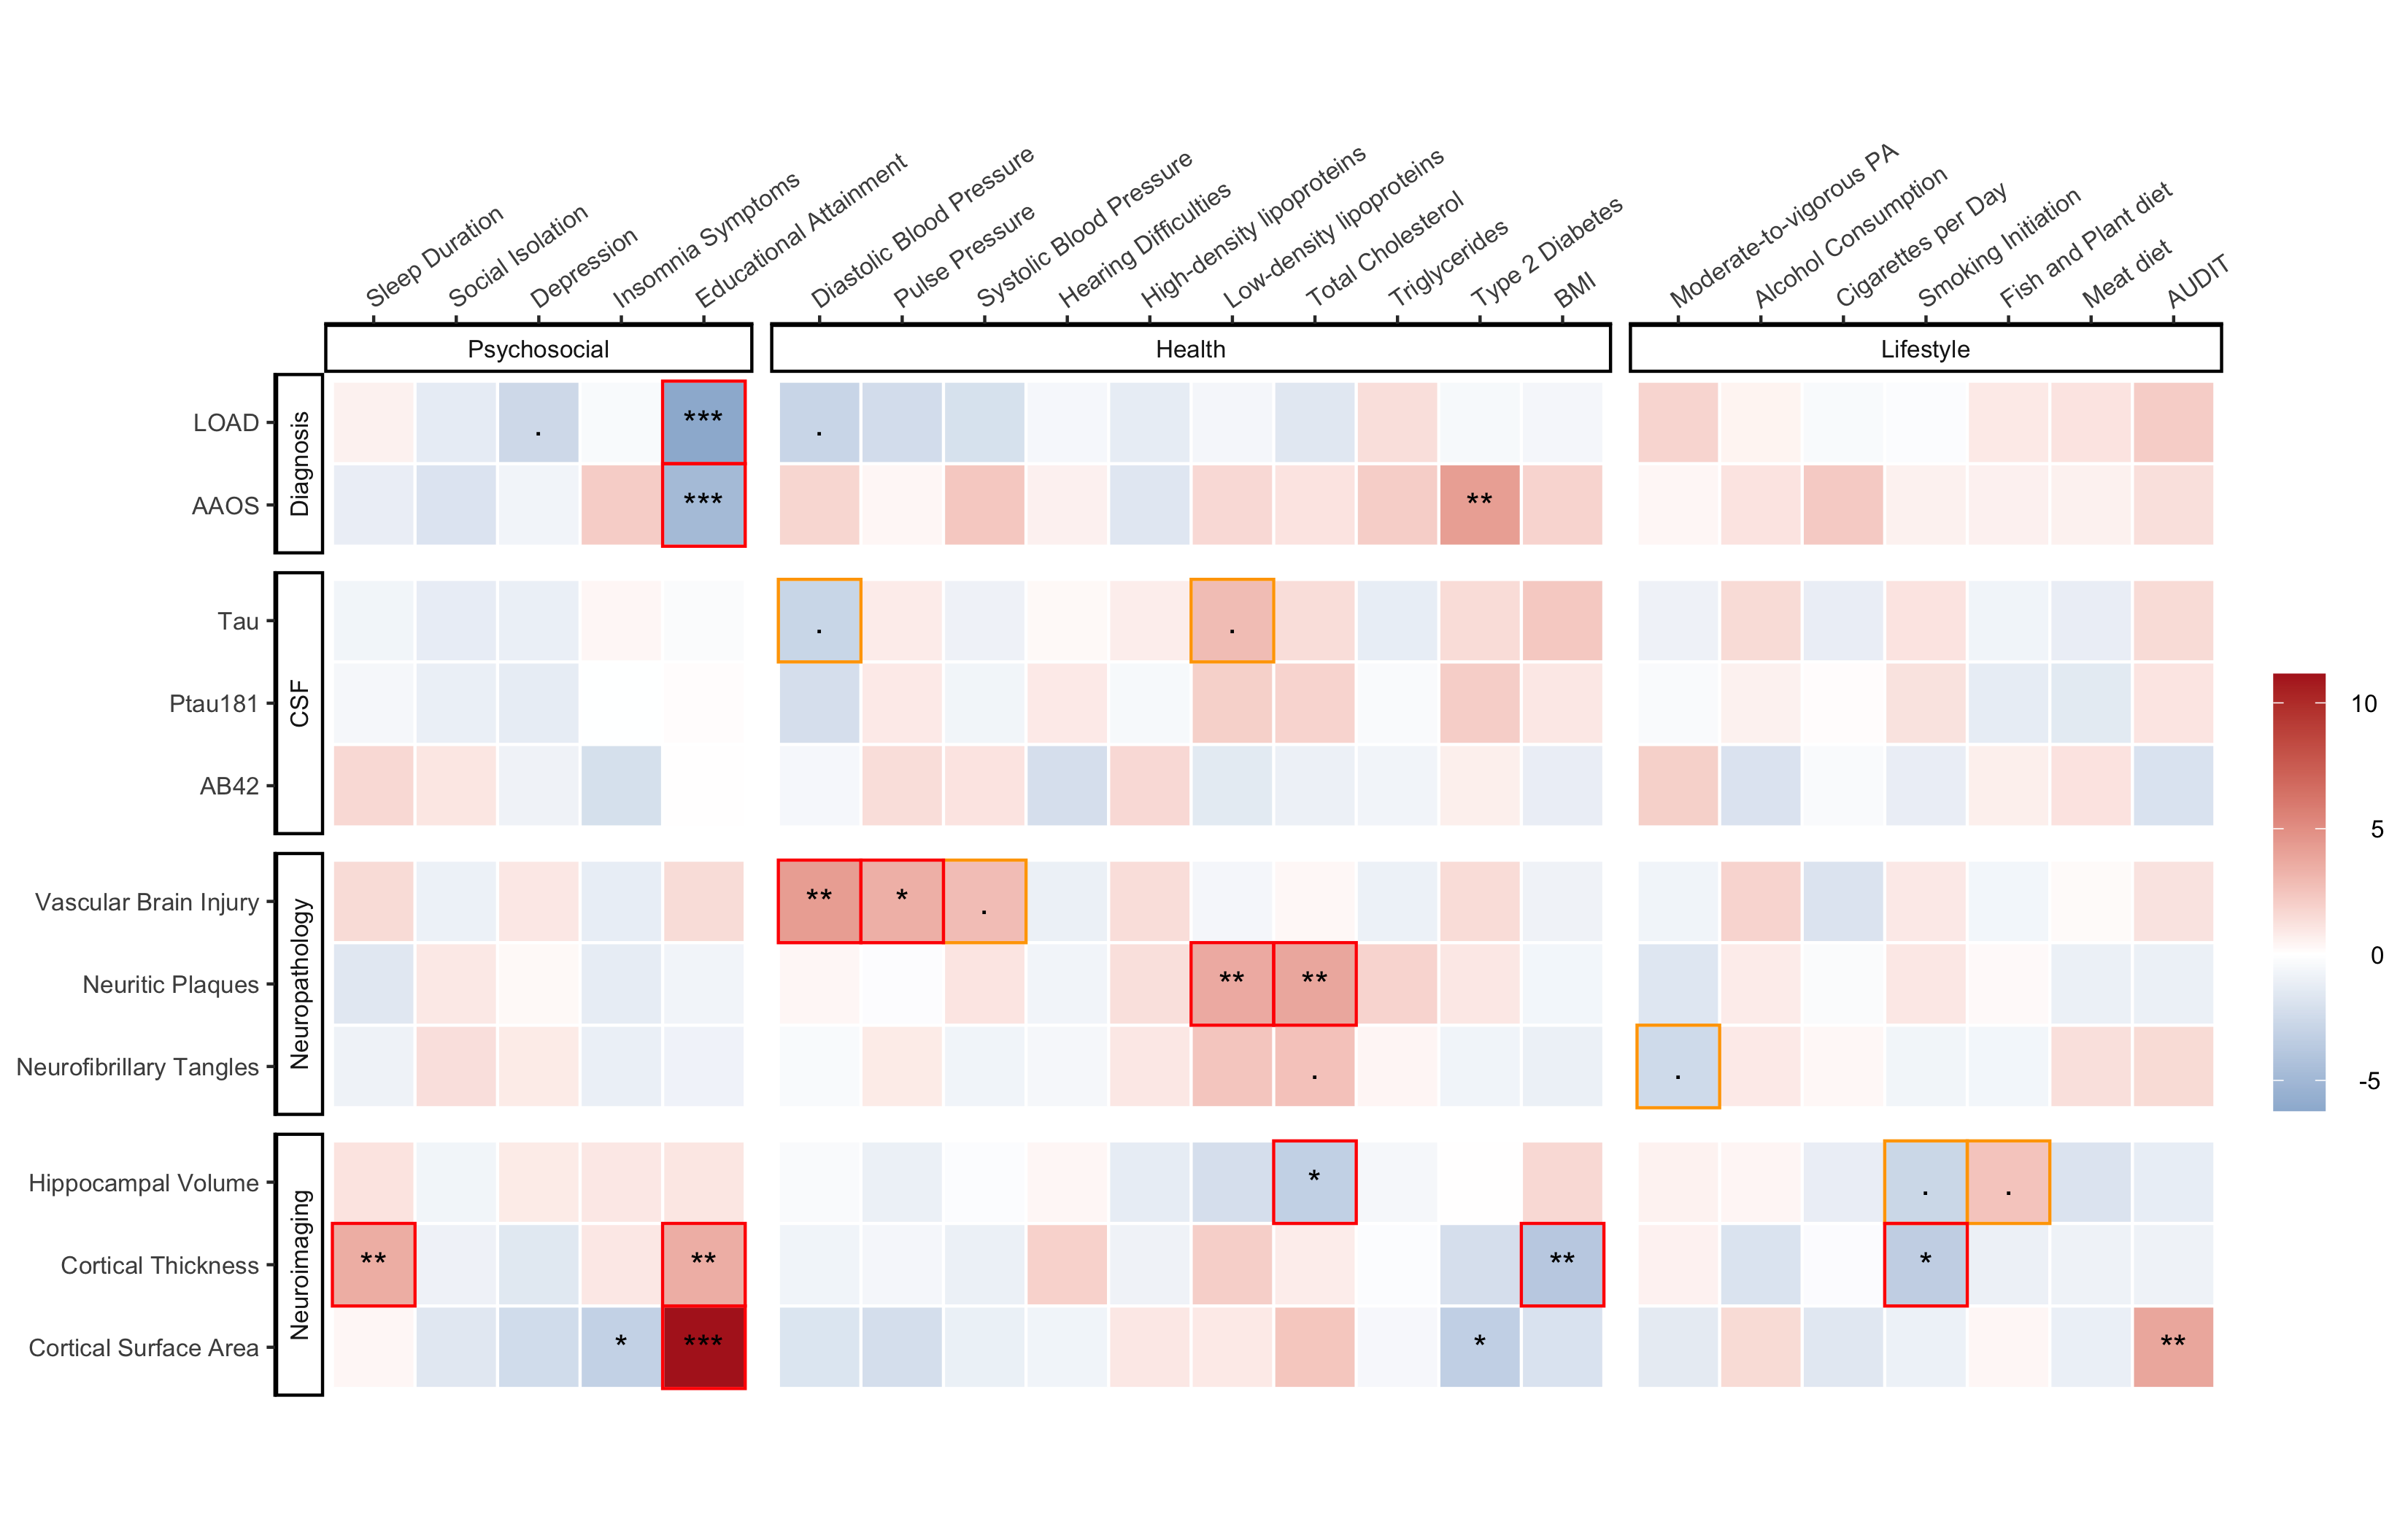 Sleep Duration
Social Isolation
Depression
Insomnia Symptoms
Educational Attainment
Diastolic Blood Pressure
Pulse Pressure
Systolic Blood Pressure
Hearing Difficulties
High-density lipoproteins
Low-density lipoproteins
Total Cholesterol
Triglycerides
Type 2 Diabetes
BMI
Moderate-to-vigorous PA
Alcohol Consumption
Cigarettes per Day
Smoking Initiation
Fish and Plant diet
Meat diet
AUDIT
Psychosocial
Health
Lifestyle
Diagnosis
LOAD
. *** .
AAOS
*** **
CSF
Tau
. .
Ptau181
AB42
Neuropathology
Vascular Brain Injury
** * .
Neuritic Plaques
** **
Neurofibrillary Tangles
. .
Neuroimaging
Hippocampal Volume
* . .
Cortical Thickness
** ** ** *
Cortical Surface Area
* *** * **
10
5
0
-5